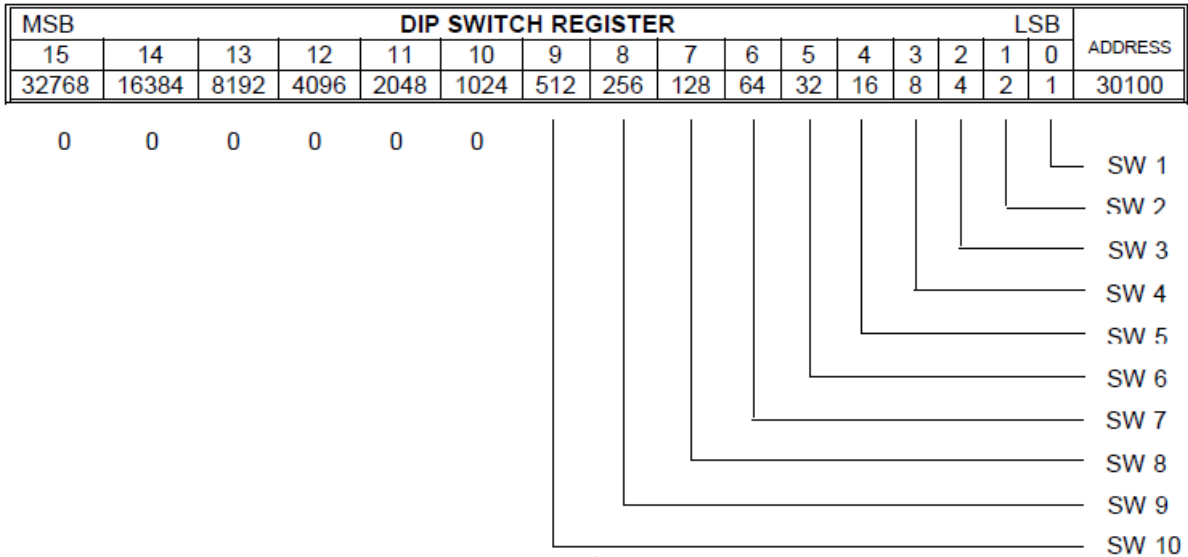 MSB DIP SWITCH REGISTER LSB ADDRESS
15 14 13 12 11 10 9 8 7 6 5 4 3 2 1 0
32768 16384 8192 4096 2048 1024 512 256 128 64 32 16 8 4 2 1 30100
0 0 0 0 0 0
SW 1
SW 2
SW 3
SW 4
SW 5
SW 6
SW 7
SW 8
SW 9
SW 10